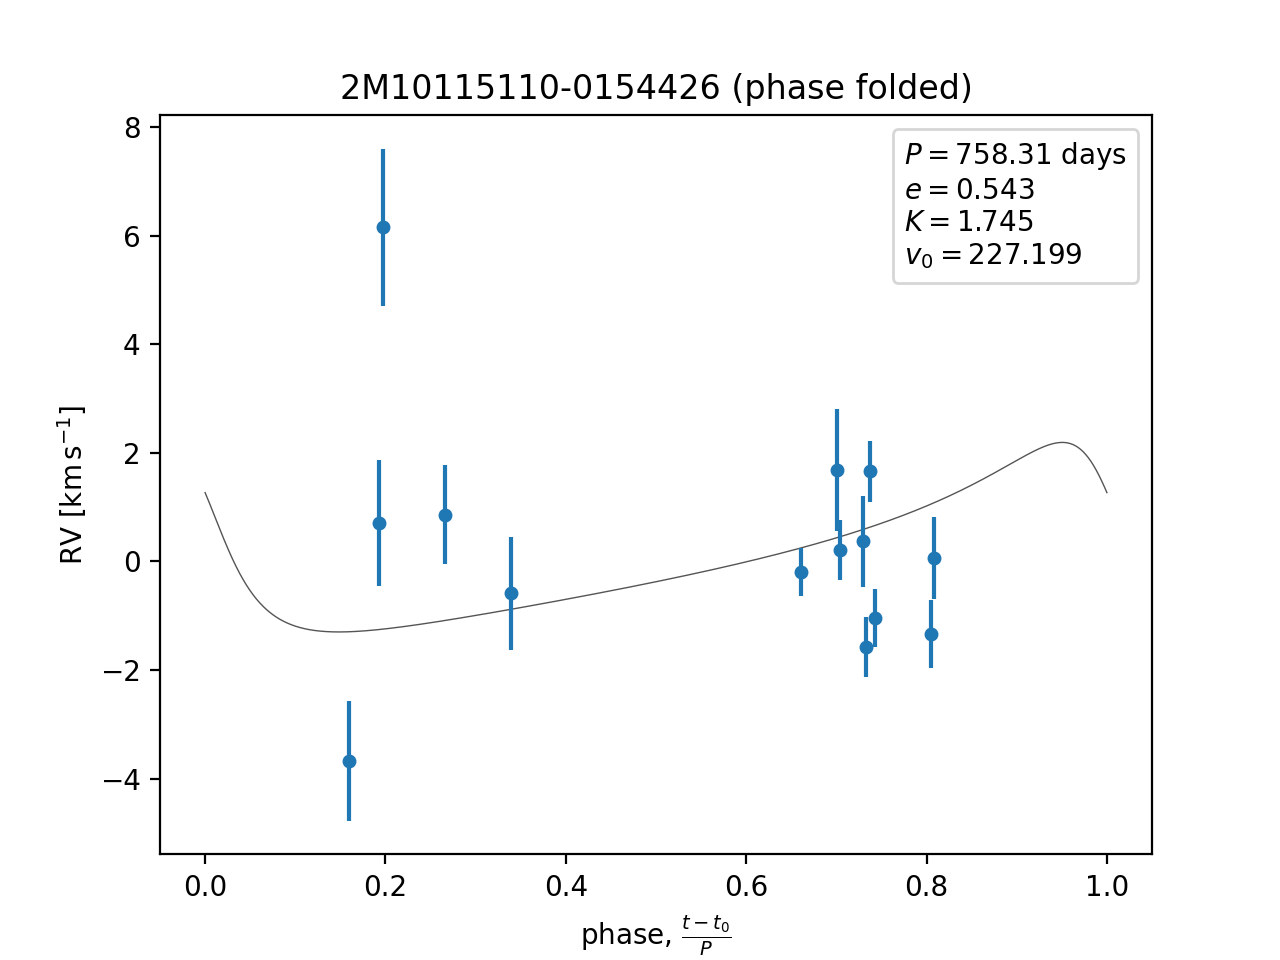 2M10115110-0154426 (phase folded)
P = 758.31 days
e = 0.543
K = 1.745
v₀ = 227.199
8
6
4
2
0
−2
−4
RV [km s⁻¹]
0.0 0.2 0.4 0.6 0.8 1.0
phase, (t − t₀)/P